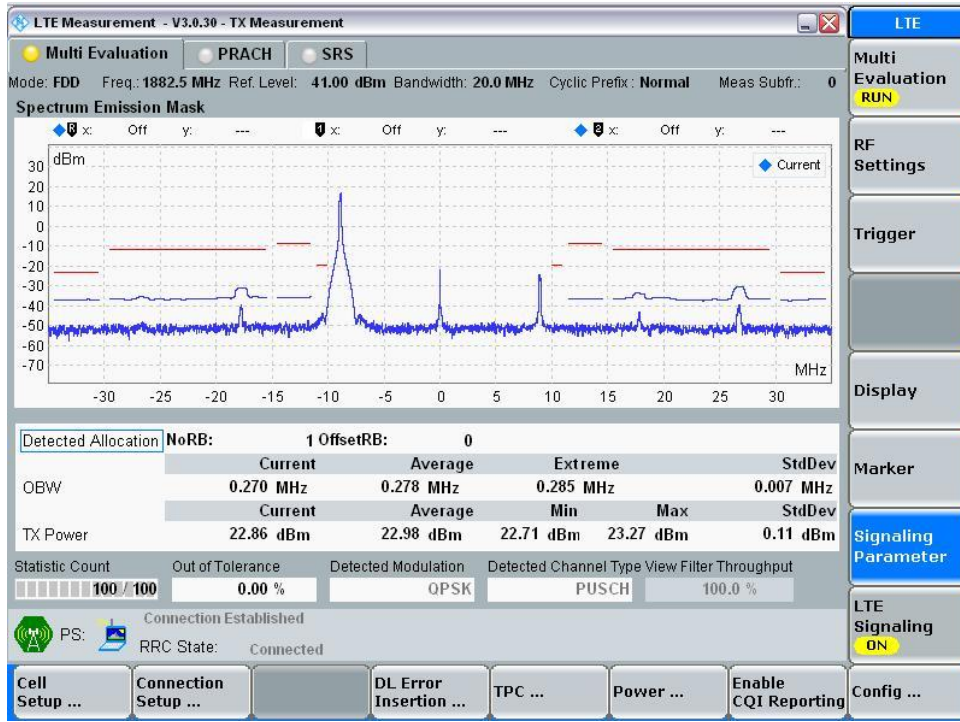 LTE Measurement - V3.0.30 - TX Measurement
LTE
Multi Evaluation PRACH SRS
Mode: FDD Freq.: 1882.5 MHz Ref. Level: 41.00 dBm Bandwidth: 20.0 MHz Cyclic Prefix: Normal Meas Subfr.: 0
Spectrum Emission Mask
R x: Off y: --- 1 x: Off y: --- 2 x: Off y: ---
dBm
Current
30
20
10
0
-10
-20
-30
-40
-50
-60
-70
MHz
-30 -25 -20 -15 -10 -5 0 5 10 15 20 25 30
Detected Allocation NoRB: 1 OffsetRB: 0
Current Average Extreme StdDev
OBW 0.270 MHz 0.278 MHz 0.285 MHz 0.007 MHz
Current Average Min Max StdDev
TX Power 22.86 dBm 22.98 dBm 22.71 dBm 23.27 dBm 0.11 dBm
Statistic Count Out of Tolerance Detected Modulation Detected Channel Type View Filter Throughput
100 / 100 0.00 % QPSK PUSCH 100.0 %
PS: Connection Established
RRC State: Connected
Multi
Evaluation
RUN
RF
Settings
Trigger
Display
Marker
Signaling
Parameter
LTE
Signaling
ON
Cell
Setup ...
Connection
Setup ...
DL Error
Insertion ...
TPC ...
Power ...
Enable
CQI Reporting
Config ...